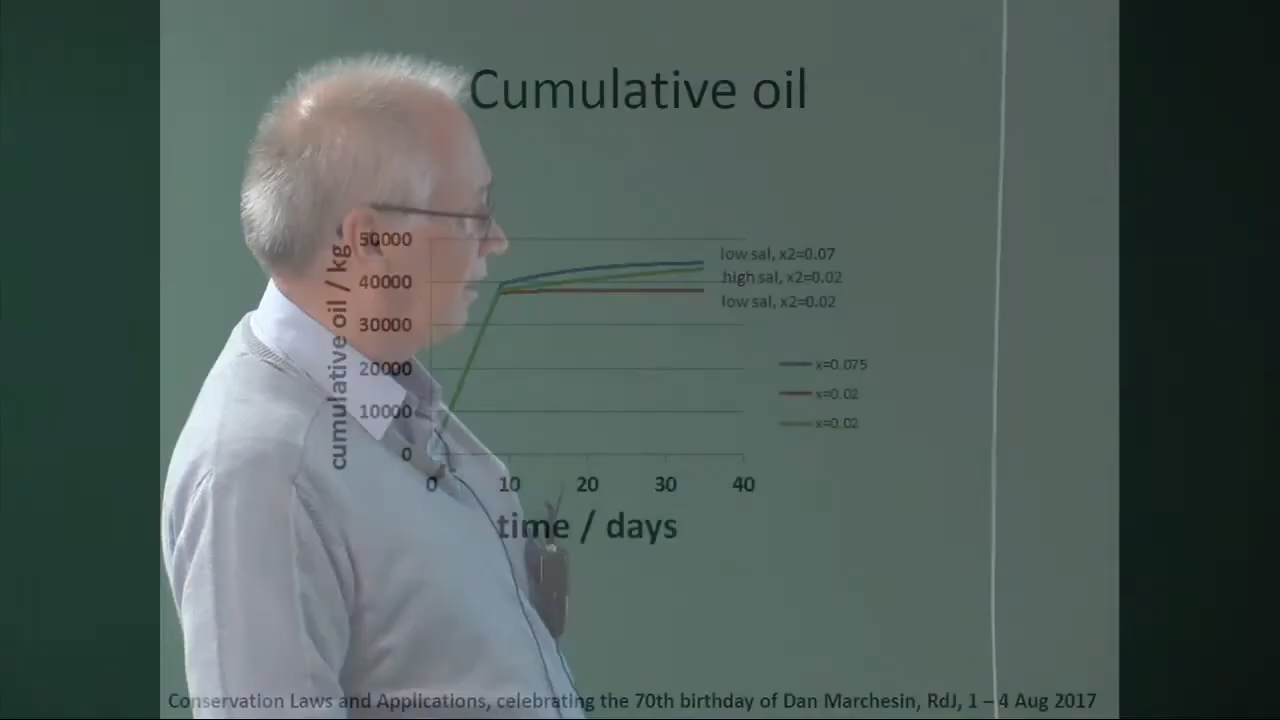 Cumulative oil
cumulative oil / kg
50000
40000
30000
20000
10000
0
low sal, x2=0.07
high sal, x2=0.02
low sal, x2=0.02
x=0.075
x=0.02
x=0.02
0 10 20 30 40
time / days
Conservation Laws and Applications, celebrating the 70th birthday of Dan Marchesin, RdJ, 1 – 4 Aug 2017